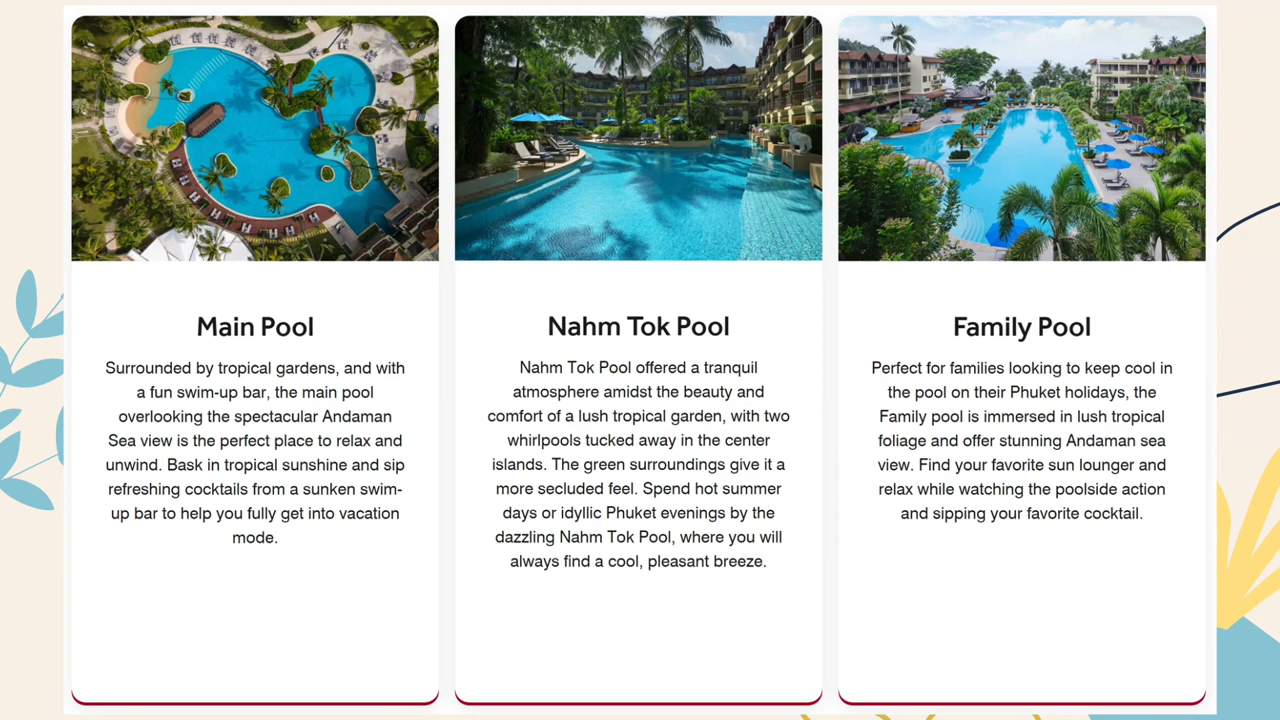 Main Pool
Surrounded by tropical gardens, and with
a fun swim-up bar, the main pool
overlooking the spectacular Andaman
Sea view is the perfect place to relax and
unwind. Bask in tropical sunshine and sip
refreshing cocktails from a sunken swim-
up bar to help you fully get into vacation
mode.
Nahm Tok Pool
Nahm Tok Pool offered a tranquil
atmosphere amidst the beauty and
comfort of a lush tropical garden, with two
whirlpools tucked away in the center
islands. The green surroundings give it a
more secluded feel. Spend hot summer
days or idyllic Phuket evenings by the
dazzling Nahm Tok Pool, where you will
always find a cool, pleasant breeze.
Family Pool
Perfect for families looking to keep cool in
the pool on their Phuket holidays, the
Family pool is immersed in lush tropical
foliage and offer stunning Andaman sea
view. Find your favorite sun lounger and
relax while watching the poolside action
and sipping your favorite cocktail.